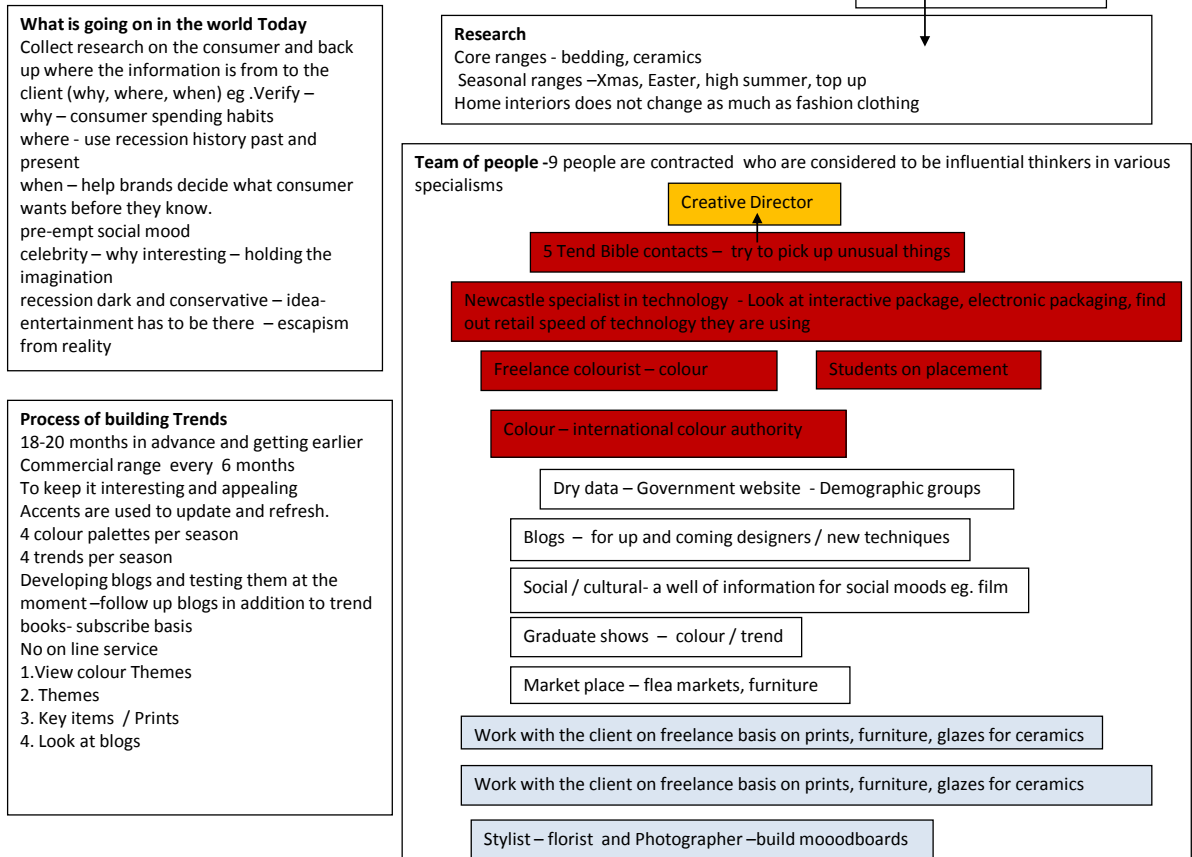 What is going on in the world Today
Collect research on the consumer and back
up where the information is from to the
client (why, where, when) eg .Verify –
why – consumer spending habits
where - use recession history past and
present
when – help brands decide what consumer
wants before they know.
pre-empt social mood
celebrity – why interesting – holding the
imagination
recession dark and conservative – idea-
entertainment has to be there – escapism
from reality
Process of building Trends
18-20 months in advance and getting earlier
Commercial range every 6 months
To keep it interesting and appealing
Accents are used to update and refresh.
4 colour palettes per season
4 trends per season
Developing blogs and testing them at the
moment –follow up blogs in addition to trend
books- subscribe basis
No on line service
1.View colour Themes
2. Themes
3. Key items / Prints
4. Look at blogs
Research
Core ranges - bedding, ceramics
Seasonal ranges –Xmas, Easter, high summer, top up
Home interiors does not change as much as fashion clothing
Team of people -9 people are contracted who are considered to be influential thinkers in various
specialisms
Creative Director
5 Tend Bible contacts – try to pick up unusual things
Newcastle specialist in technology - Look at interactive package, electronic packaging, find
out retail speed of technology they are using
Freelance colourist – colour
Students on placement
Colour – international colour authority
Dry data – Government website - Demographic groups
Blogs – for up and coming designers / new techniques
Social / cultural- a well of information for social moods eg. film
Graduate shows – colour / trend
Market place – flea markets, furniture
Work with the client on freelance basis on prints, furniture, glazes for ceramics
Work with the client on freelance basis on prints, furniture, glazes for ceramics
Stylist – florist and Photographer –build mooodboards